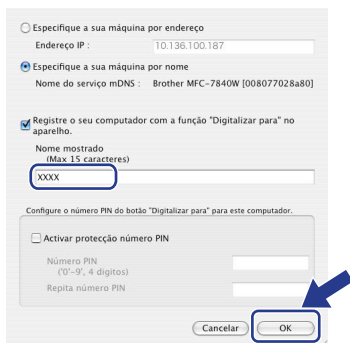 Especifique a sua máquina por endereço
Endereço IP :   10.136.100.187
Especifique a sua máquina por nome
Nome do serviço mDNS :   Brother MFC-7840W [008077028a80]
Registre o seu computador com a função "Digitalizar para" no
aparelho.
Nome mostrado
(Max 15 caracteres)
XXXX
Configure o número PIN do botão "Digitalizar para" para este computador.
Activar protecção número PIN
Número PIN
('0'-9', 4 digitos)
Repita número PIN
Cancelar   OK